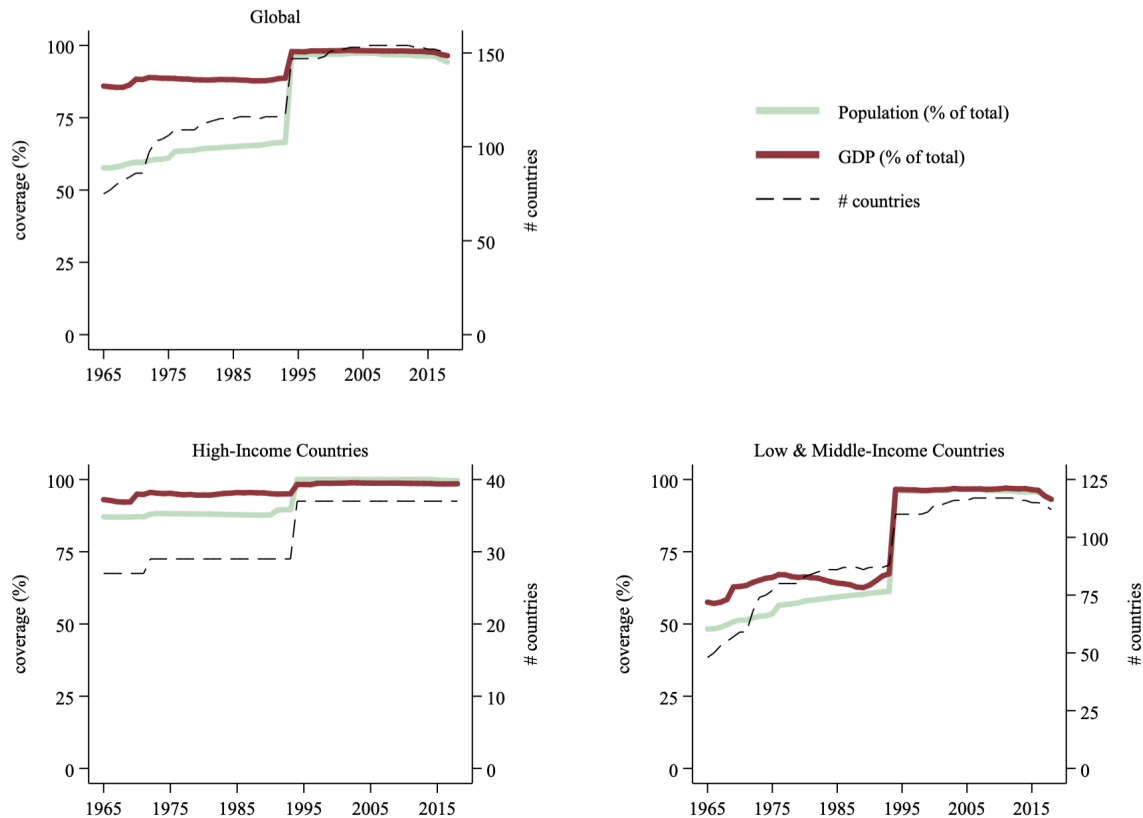 Global
100
75
50
25
0
coverage (%)
150
100
50
0
# countries
1965 1975 1985 1995 2005 2015
Population (% of total)
GDP (% of total)
# countries
High-Income Countries
100
75
50
25
0
coverage (%)
40
30
20
10
0
# countries
1965 1975 1985 1995 2005 2015
Low & Middle-Income Countries
100
75
50
25
0
coverage (%)
125
100
75
50
25
0
# countries
1965 1975 1985 1995 2005 2015